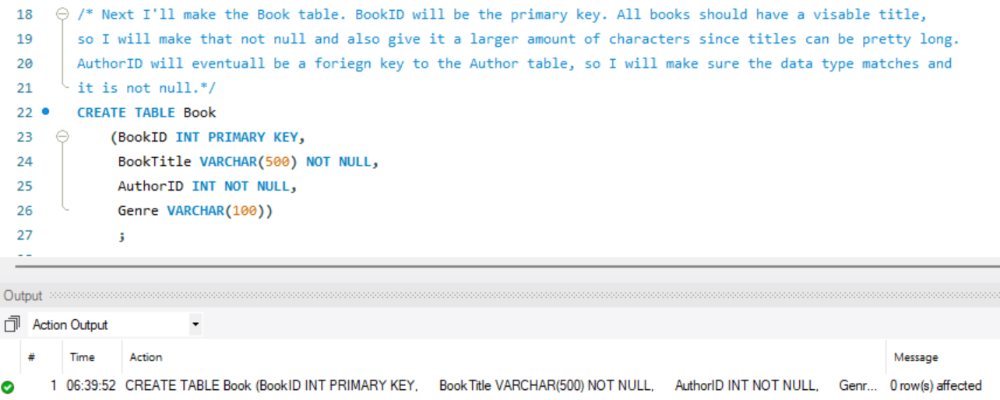 18 /* Next I'll make the Book table. BookID will be the primary key. All books should have a visable title,
19 so I will make that not null and also give it a larger amount of characters since titles can be pretty long.
20 AuthorID will eventuall be a foriegn key to the Author table, so I will make sure the data type matches and
21 it is not null.*/
22 CREATE TABLE Book
23 (BookID INT PRIMARY KEY,
24 BookTitle VARCHAR(500) NOT NULL,
25 AuthorID INT NOT NULL,
26 Genre VARCHAR(100))
27 ;
Output
Action Output
# Time Action Message
1 06:39:52 CREATE TABLE Book (BookID INT PRIMARY KEY, BookTitle VARCHAR(500) NOT NULL, AuthorID INT NOT NULL, Genr... 0 row(s) affected